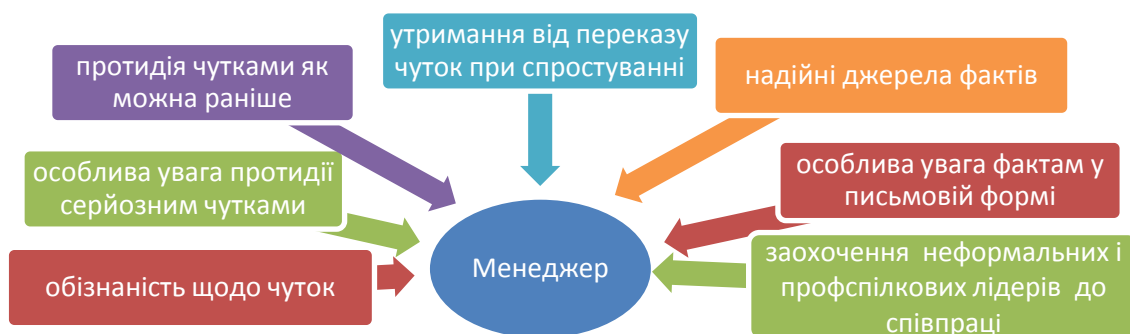 утримання від переказу
чуток при спростуванні
протидія чутками як
можна раніше
надійні джерела фактів
особлива увага протидії
серйозним чутками
особлива увага фактам у
письмовій формі
обізнаність щодо чуток
Менеджер
заохочення неформальних і
профспілкових лідерів до
співпраці